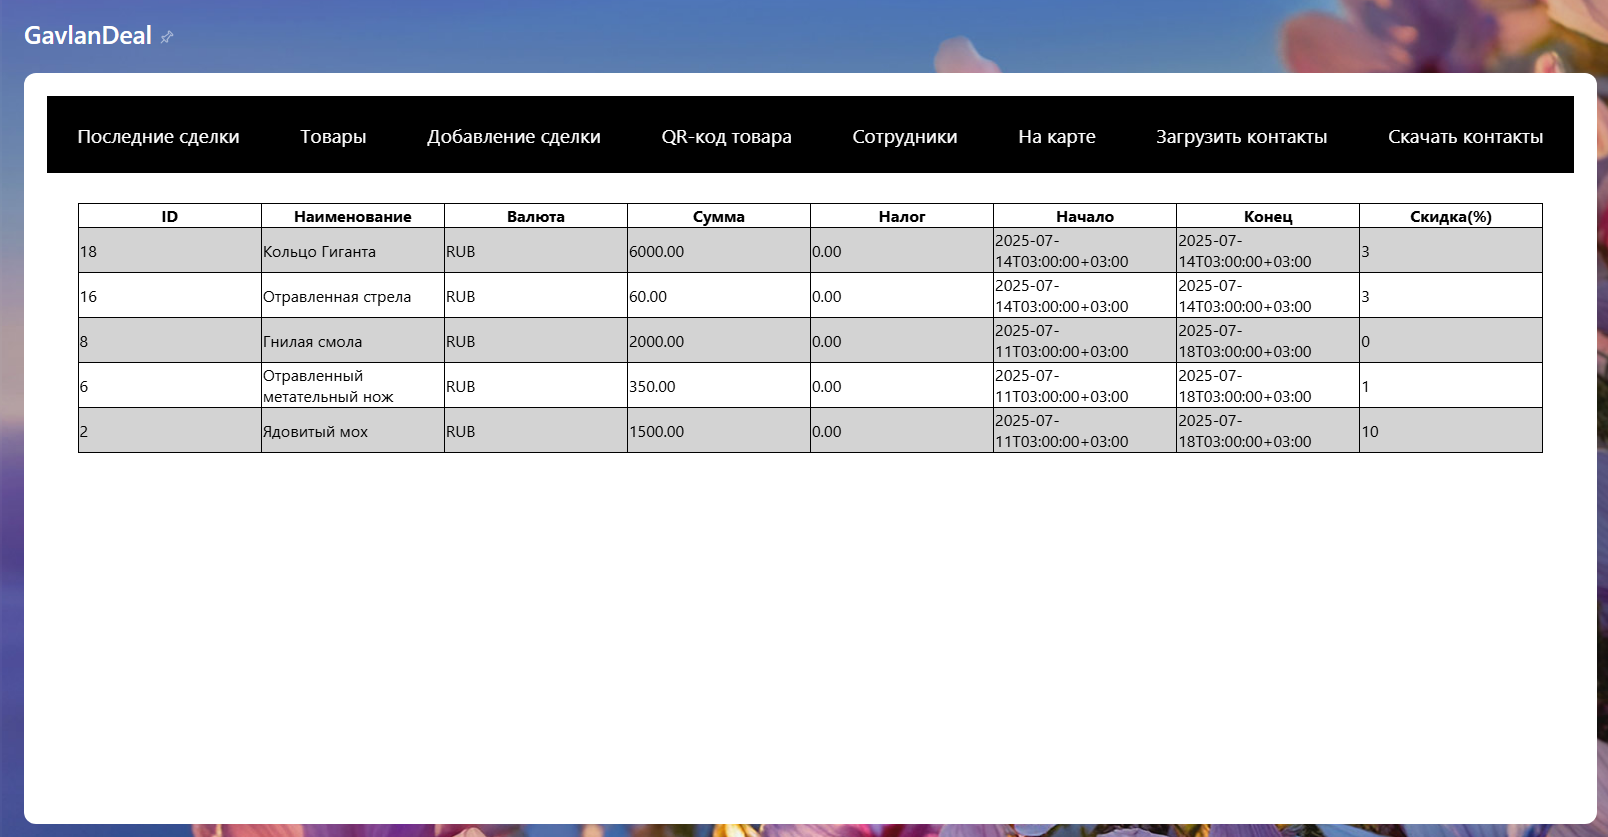 GavlanDeal
Последние сделки Товары Добавление сделки QR-код товара Сотрудники На карте Загрузить контакты Скачать контакты
ID Наименование Валюта Сумма Налог Начало Конец Скидка(%)
18 Кольцо Гиганта RUB 6000.00 0.00 2025-07-14T03:00:00+03:00 2025-07-14T03:00:00+03:00 3
16 Отравленная стрела RUB 60.00 0.00 2025-07-14T03:00:00+03:00 2025-07-14T03:00:00+03:00 3
8 Гнилая смола RUB 2000.00 0.00 2025-07-11T03:00:00+03:00 2025-07-18T03:00:00+03:00 0
6 Отравленный метательный нож RUB 350.00 0.00 2025-07-11T03:00:00+03:00 2025-07-18T03:00:00+03:00 1
2 Ядовитый мох RUB 1500.00 0.00 2025-07-11T03:00:00+03:00 2025-07-18T03:00:00+03:00 10